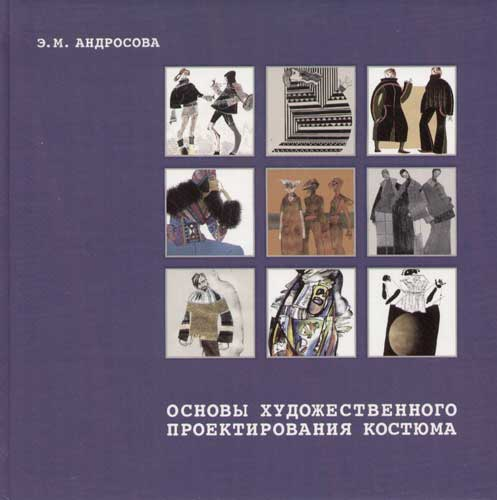 Э.М. АНДРОСОВА
ОСНОВЫ ХУДОЖЕСТВЕННОГО
ПРОЕКТИРОВАНИЯ КОСТЮМА